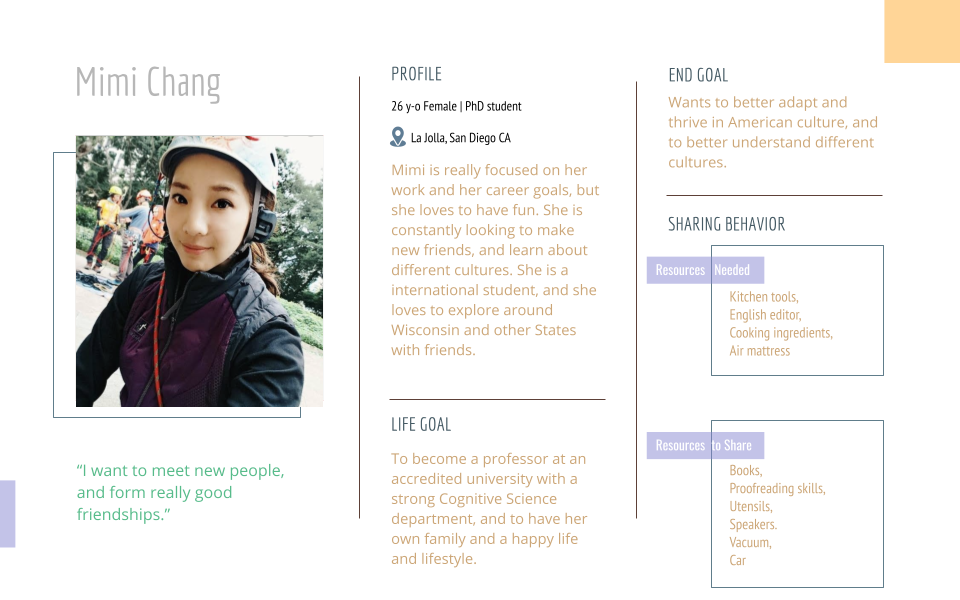 Mimi Chang
“I want to meet new people,
and form really good
friendships.”
PROFILE
26 y-o Female | PhD student
La Jolla, San Diego CA
Mimi is really focused on her
work and her career goals, but
she loves to have fun. She is
constantly looking to make
new friends, and learn about
different cultures. She is a
international student, and she
loves to explore around
Wisconsin and other States
with friends.
LIFE GOAL
To become a professor at an
accredited university with a
strong Cognitive Science
department, and to have her
own family and a happy life
and lifestyle.
END GOAL
Wants to better adapt and
thrive in American culture, and
to better understand different
cultures.
SHARING BEHAVIOR
Resources Needed
Kitchen tools,
English editor,
Cooking ingredients,
Air mattress
Resources to Share
Books,
Proofreading skills,
Utensils,
Speakers.
Vacuum,
Car